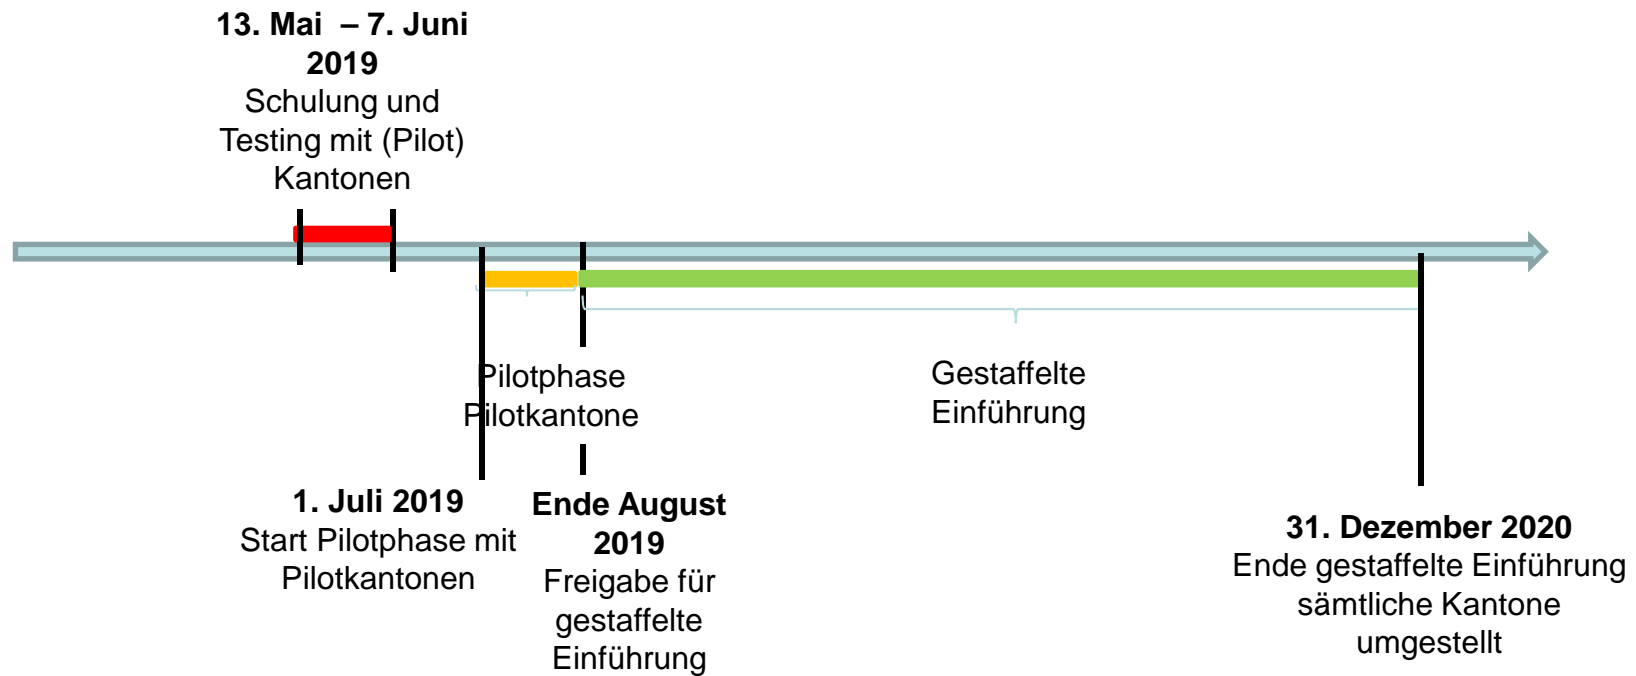 13. Mai – 7. Juni
2019
Schulung und
Testing mit (Pilot)
Kantonen
Pilotphase
Pilotkantone
Gestaffelte
Einführung
1. Juli 2019
Start Pilotphase mit
Pilotkantonen
Ende August
2019
Freigabe für
gestaffelte
Einführung
31. Dezember 2020
Ende gestaffelte Einführung
sämtliche Kantone
umgestellt